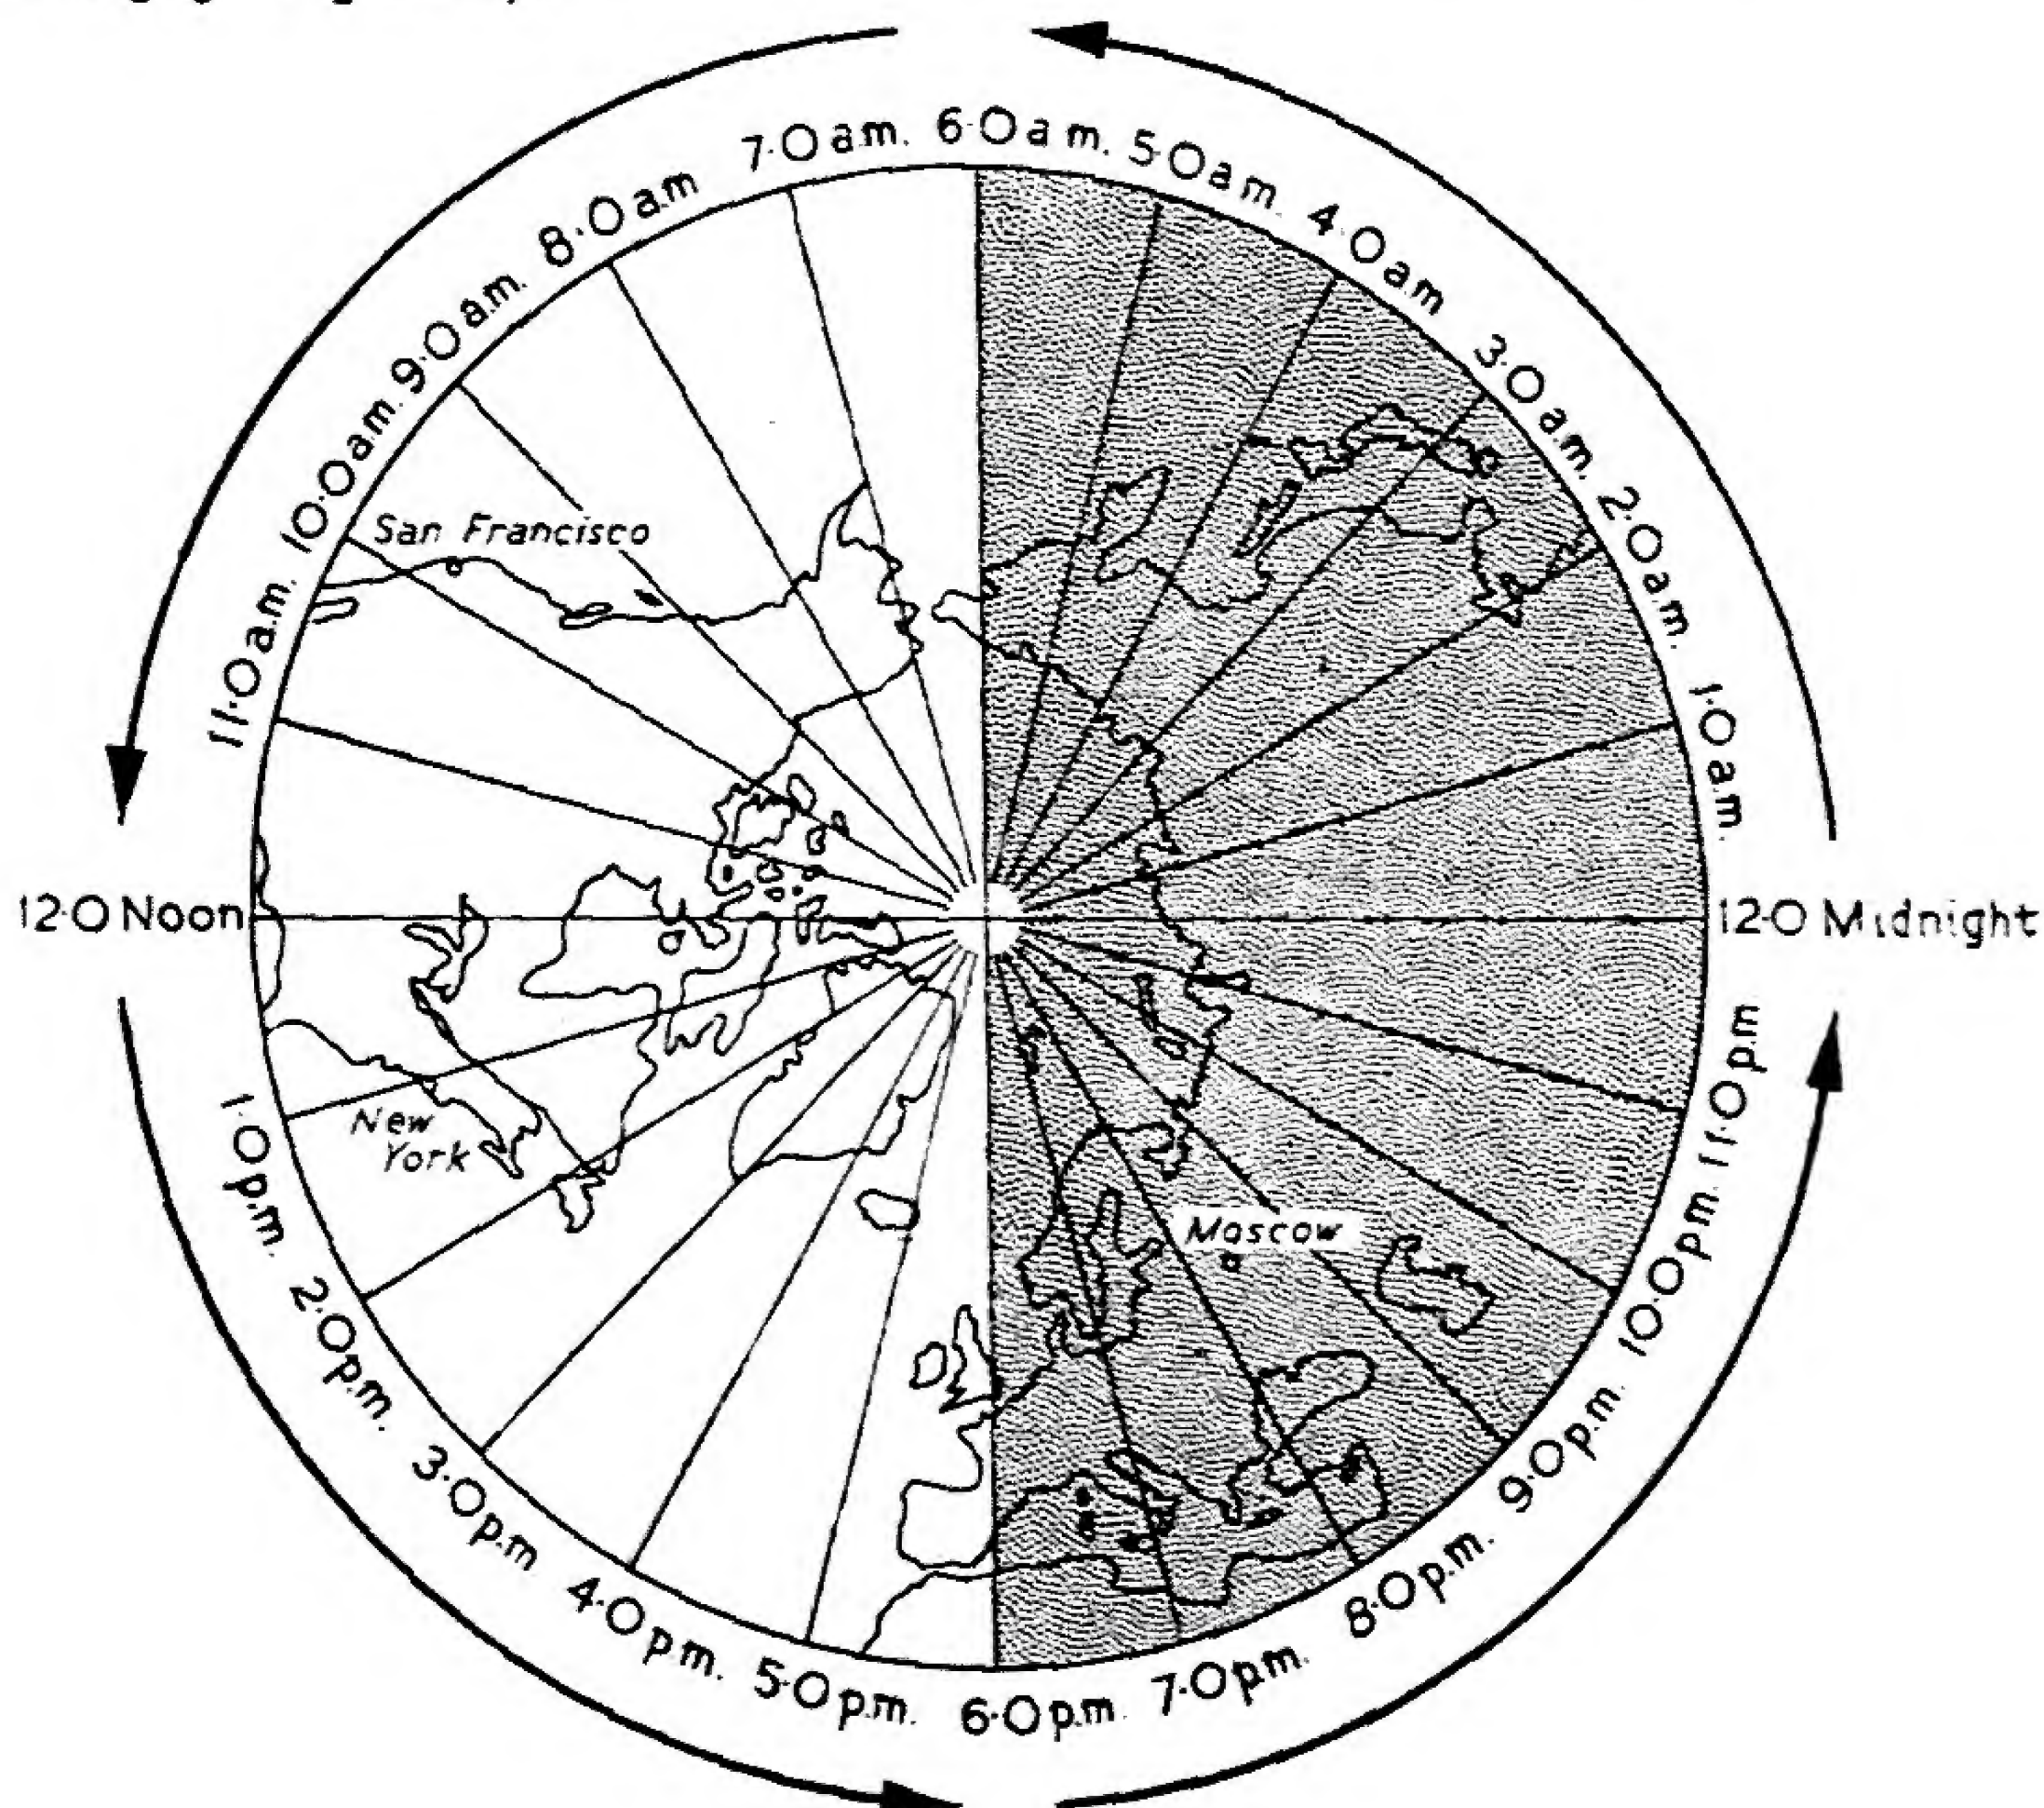 6·0 a m.
5·0 a m.
4·0 a m
3·0 a m.
2·0 a m.
1·0 a m.
12·0 Midnight
11·0 p m
10·0 p m.
9·0 p.m.
8·0 p.m.
7·0 p.m.
6·0 p.m.
5·0 p.m.
4·0 p.m.
3·0 p.m
2·0 p.m.
1·0 p.m.
12·0 Noon
11·0 a.m.
10·0 a m.
9·0 a.m.
8·0 a.m
7·0 a.m.
San Francisco
New
York
Moscow